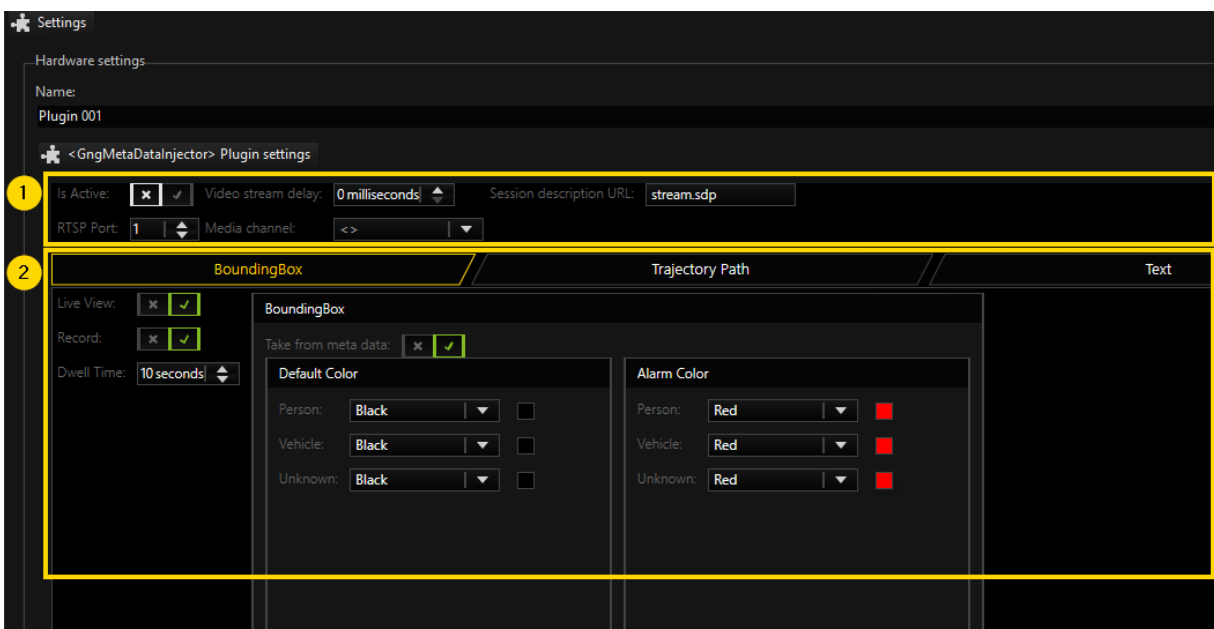 Settings
Hardware settings
Name:
Plugin 001
<GngMetaDataInjector> Plugin settings
1
Is Active: Video stream delay: 0 milliseconds Session description URL: stream.sdp
RTSP Port: 1 Media channel: <>
2
BoundingBox Trajectory Path Text
Live View:
BoundingBox
Record:
Take from meta data:
Dwell Time: 10 seconds
Default Color Alarm Color
Person: Black Person: Red
Vehicle: Black Vehicle: Red
Unknown: Black Unknown: Red